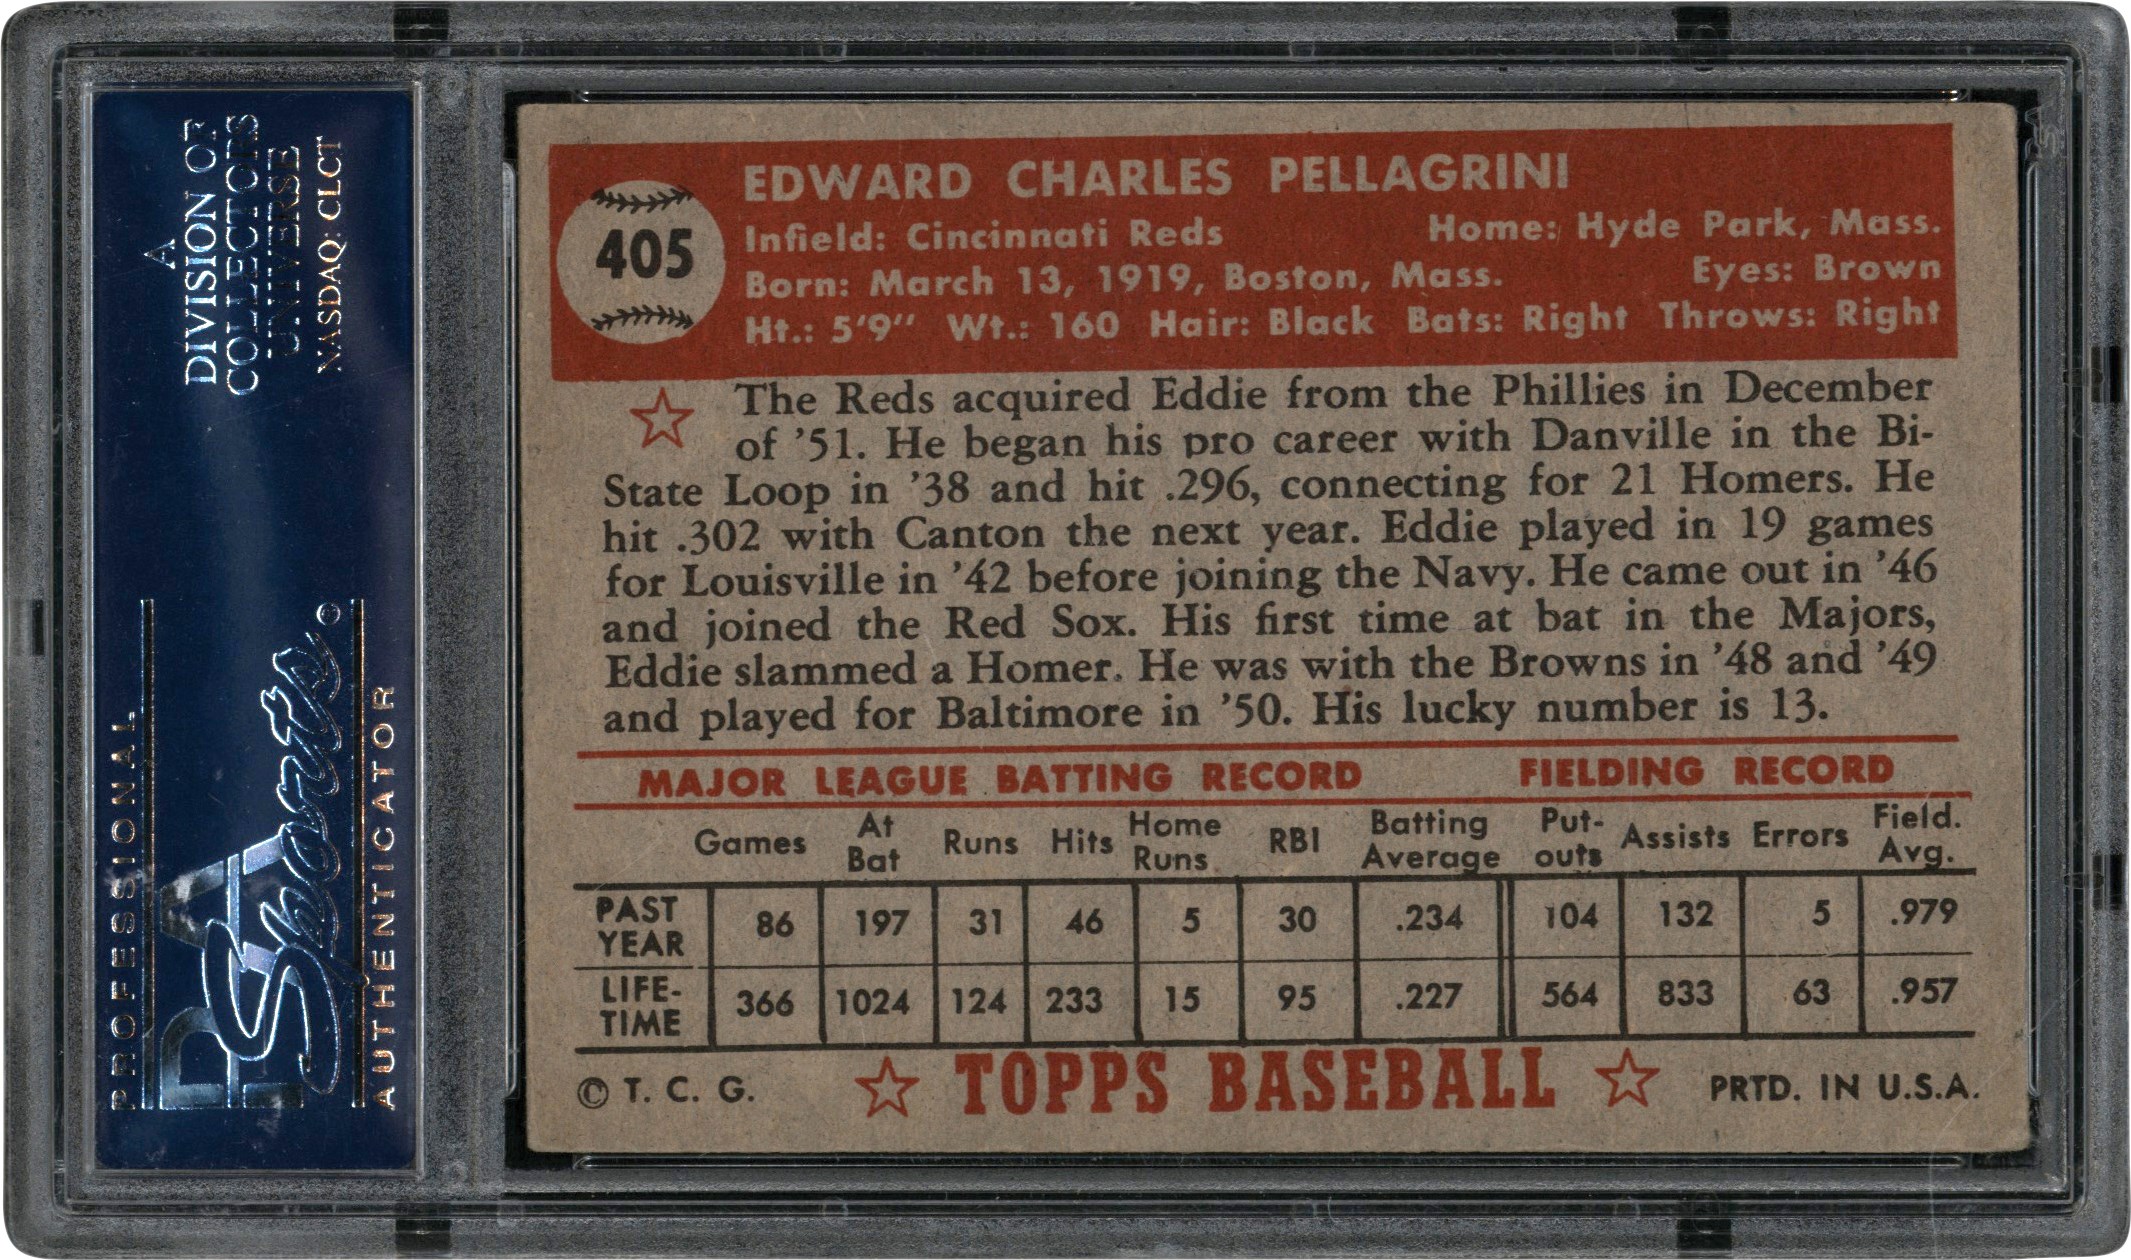 A
DIVISION OF
COLLECTORS
UNIVERSE
NASDAQ: CLCT
PROFESSIONAL
PSA
Sports
©
AUTHENTICATOR
405
EDWARD CHARLES PELLAGRINI
Infield: Cincinnati Reds Home: Hyde Park, Mass.
Born: March 13, 1919, Boston, Mass. Eyes: Brown
Ht.: 5'9" Wt.: 160 Hair: Black Bats: Right Throws: Right
The Reds acquired Eddie from the Phillies in December
of '51. He began his pro career with Danville in the Bi-
State Loop in '38 and hit .296, connecting for 21 Homers. He
hit .302 with Canton the next year. Eddie played in 19 games
for Louisville in '42 before joining the Navy. He came out in '46
and joined the Red Sox. His first time at bat in the Majors,
Eddie slammed a Homer. He was with the Browns in '48 and '49
and played for Baltimore in '50. His lucky number is 13.
MAJOR LEAGUE BATTING RECORD FIELDING RECORD
Games At Bat Runs Hits Home Runs RBI Batting Average Put-outs Assists Errors Field. Avg.
PAST YEAR 86 197 31 46 5 30 .234 104 132 5 .979
LIFE-TIME 366 1024 124 233 15 95 .227 564 833 63 .957
© T. C. G. TOPPS BASEBALL PRTD. IN U.S.A.